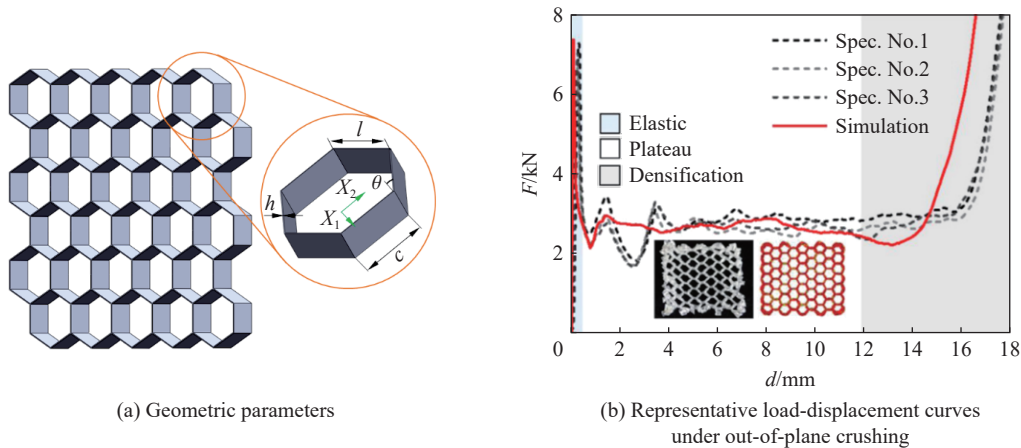 l
θ
h
X₂
X₁
c
(a) Geometric parameters
8
6
4
2
0
F/kN
Spec. No.1
Spec. No.2
Spec. No.3
Simulation
Elastic
Plateau
Densification
2 4 6 8 10 12 14 16 18
d/mm
(b) Representative load-displacement curves
under out-of-plane crushing